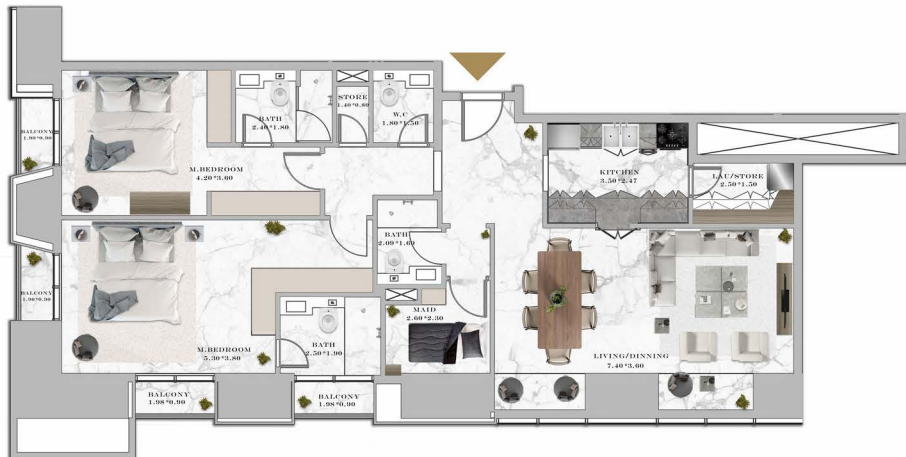 STORE
1.40*0.60
BATH
2.40*1.80
W.C
1.80*1.50
BALCONY
1.98*0.90
M.BEDROOM
4.20*3.60
KITCHEN
3.50*2.47
LAU/STORE
2.50*1.50
BATH
2.09*1.60
BALCONY
1.90*0.90
MAID
2.60*2.30
BATH
2.50*1.90
M.BEDROOM
5.30*3.80
LIVING/DINNING
7.40*3.60
BALCONY
1.98*0.90
BALCONY
1.98*0.90